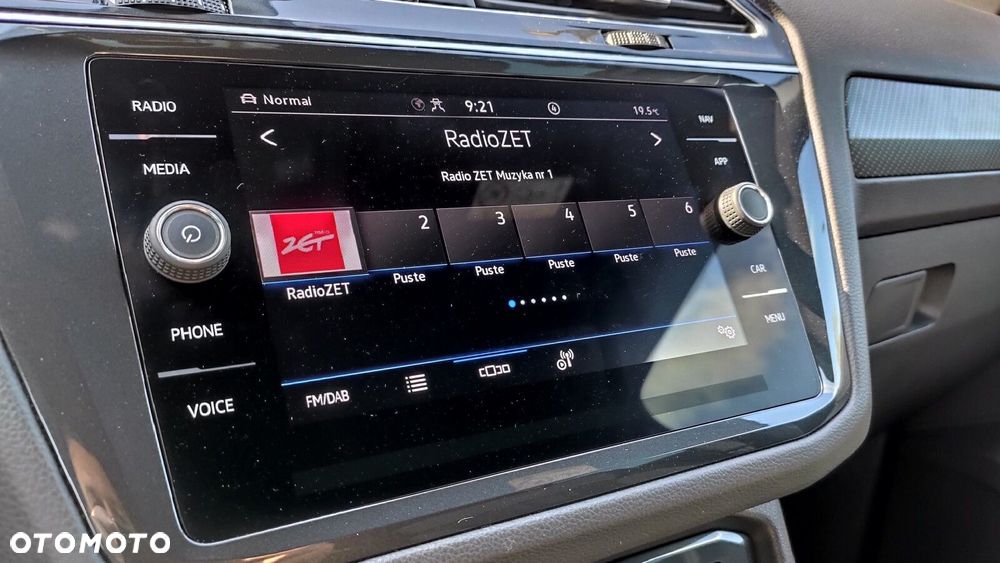 RADIO
MEDIA
PHONE
VOICE
Normal
9:21
4
19.5°C
RadioZET
Radio ZET Muzyka nr 1
ZET
RadioZET
2
Puste
3
Puste
4
Puste
5
Puste
6
Puste
FM/DAB
NAV
APP
CAR
MENU
OTOMOTO